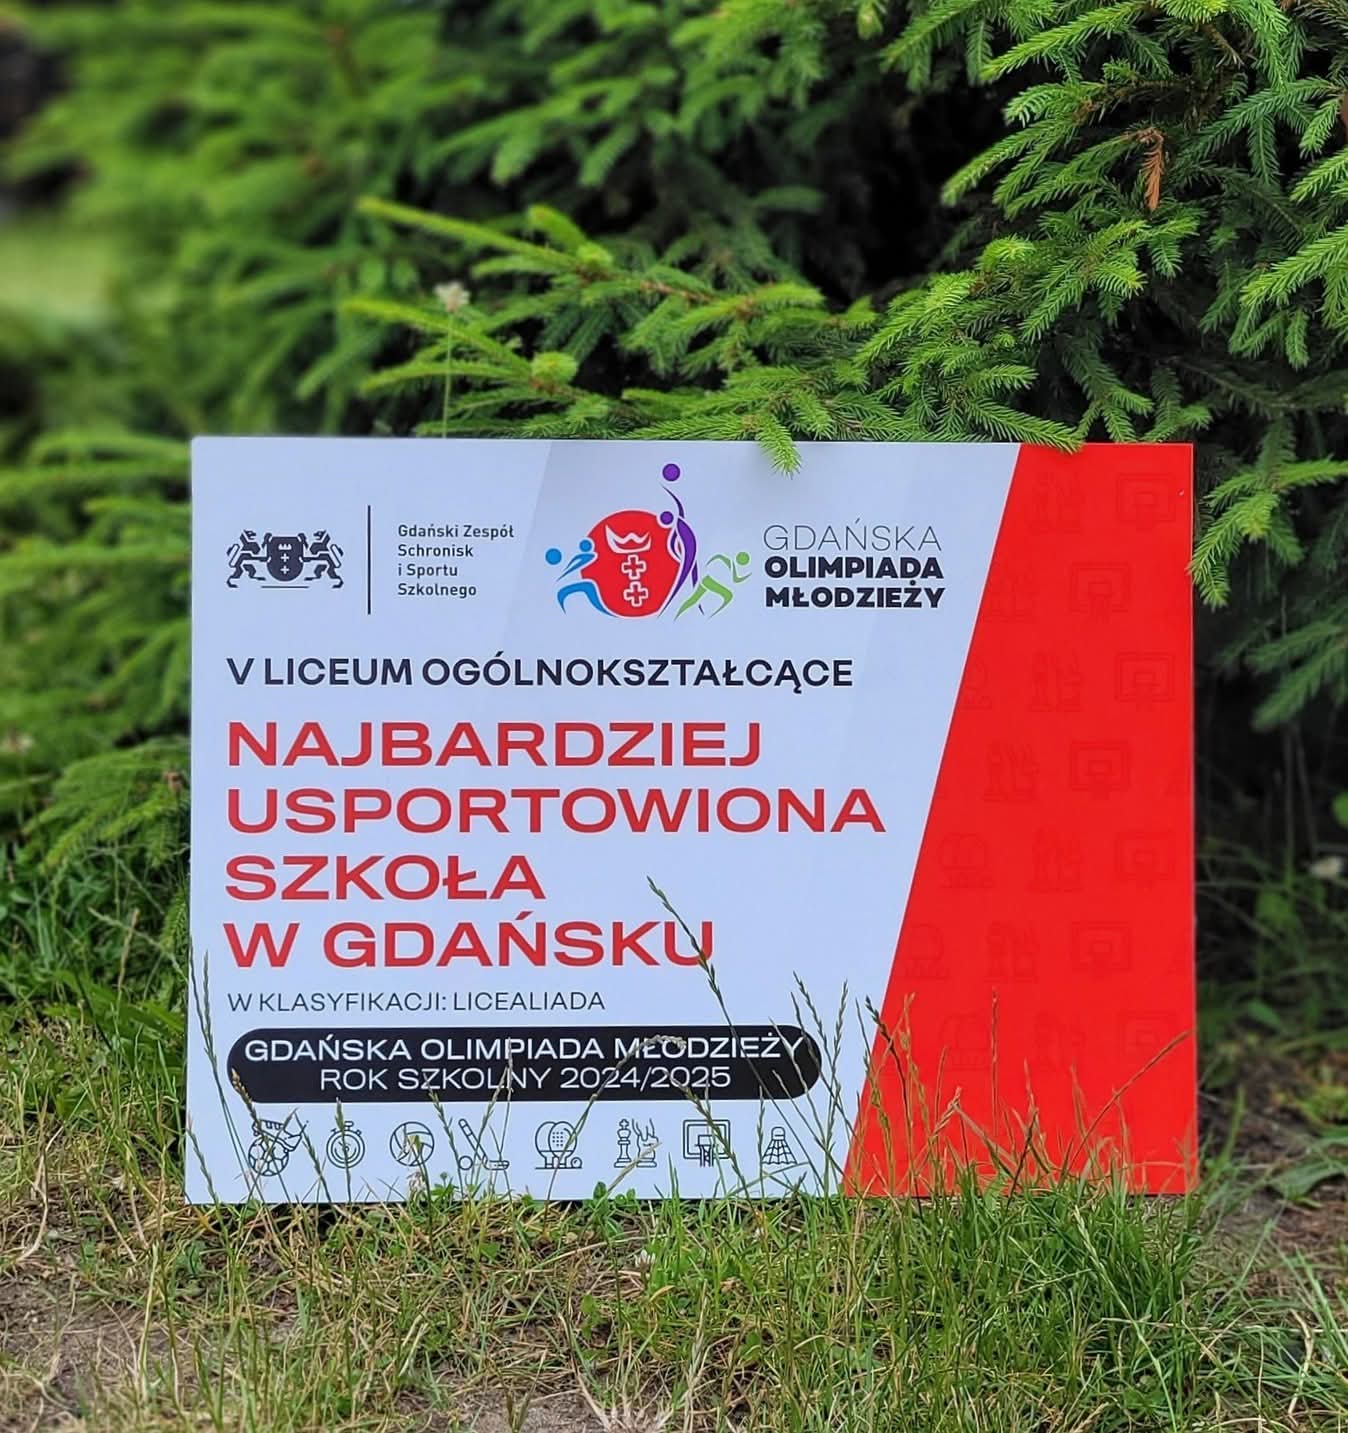 Gdański Zespół
Schronisk
i Sportu
Szkolnego
GDAŃSKA
OLIMPIADA
MŁODZIEŻY
V LICEUM OGÓLNOKSZTAŁCĄCE
NAJBARDZIEJ
USPORTOWIONA
SZKOŁA
W GDAŃSKU
W KLASYFIKACJI: LICEALIADA
GDAŃSKA OLIMPIADA MŁODZIEŻY
ROK SZKOLNY 2024/2025